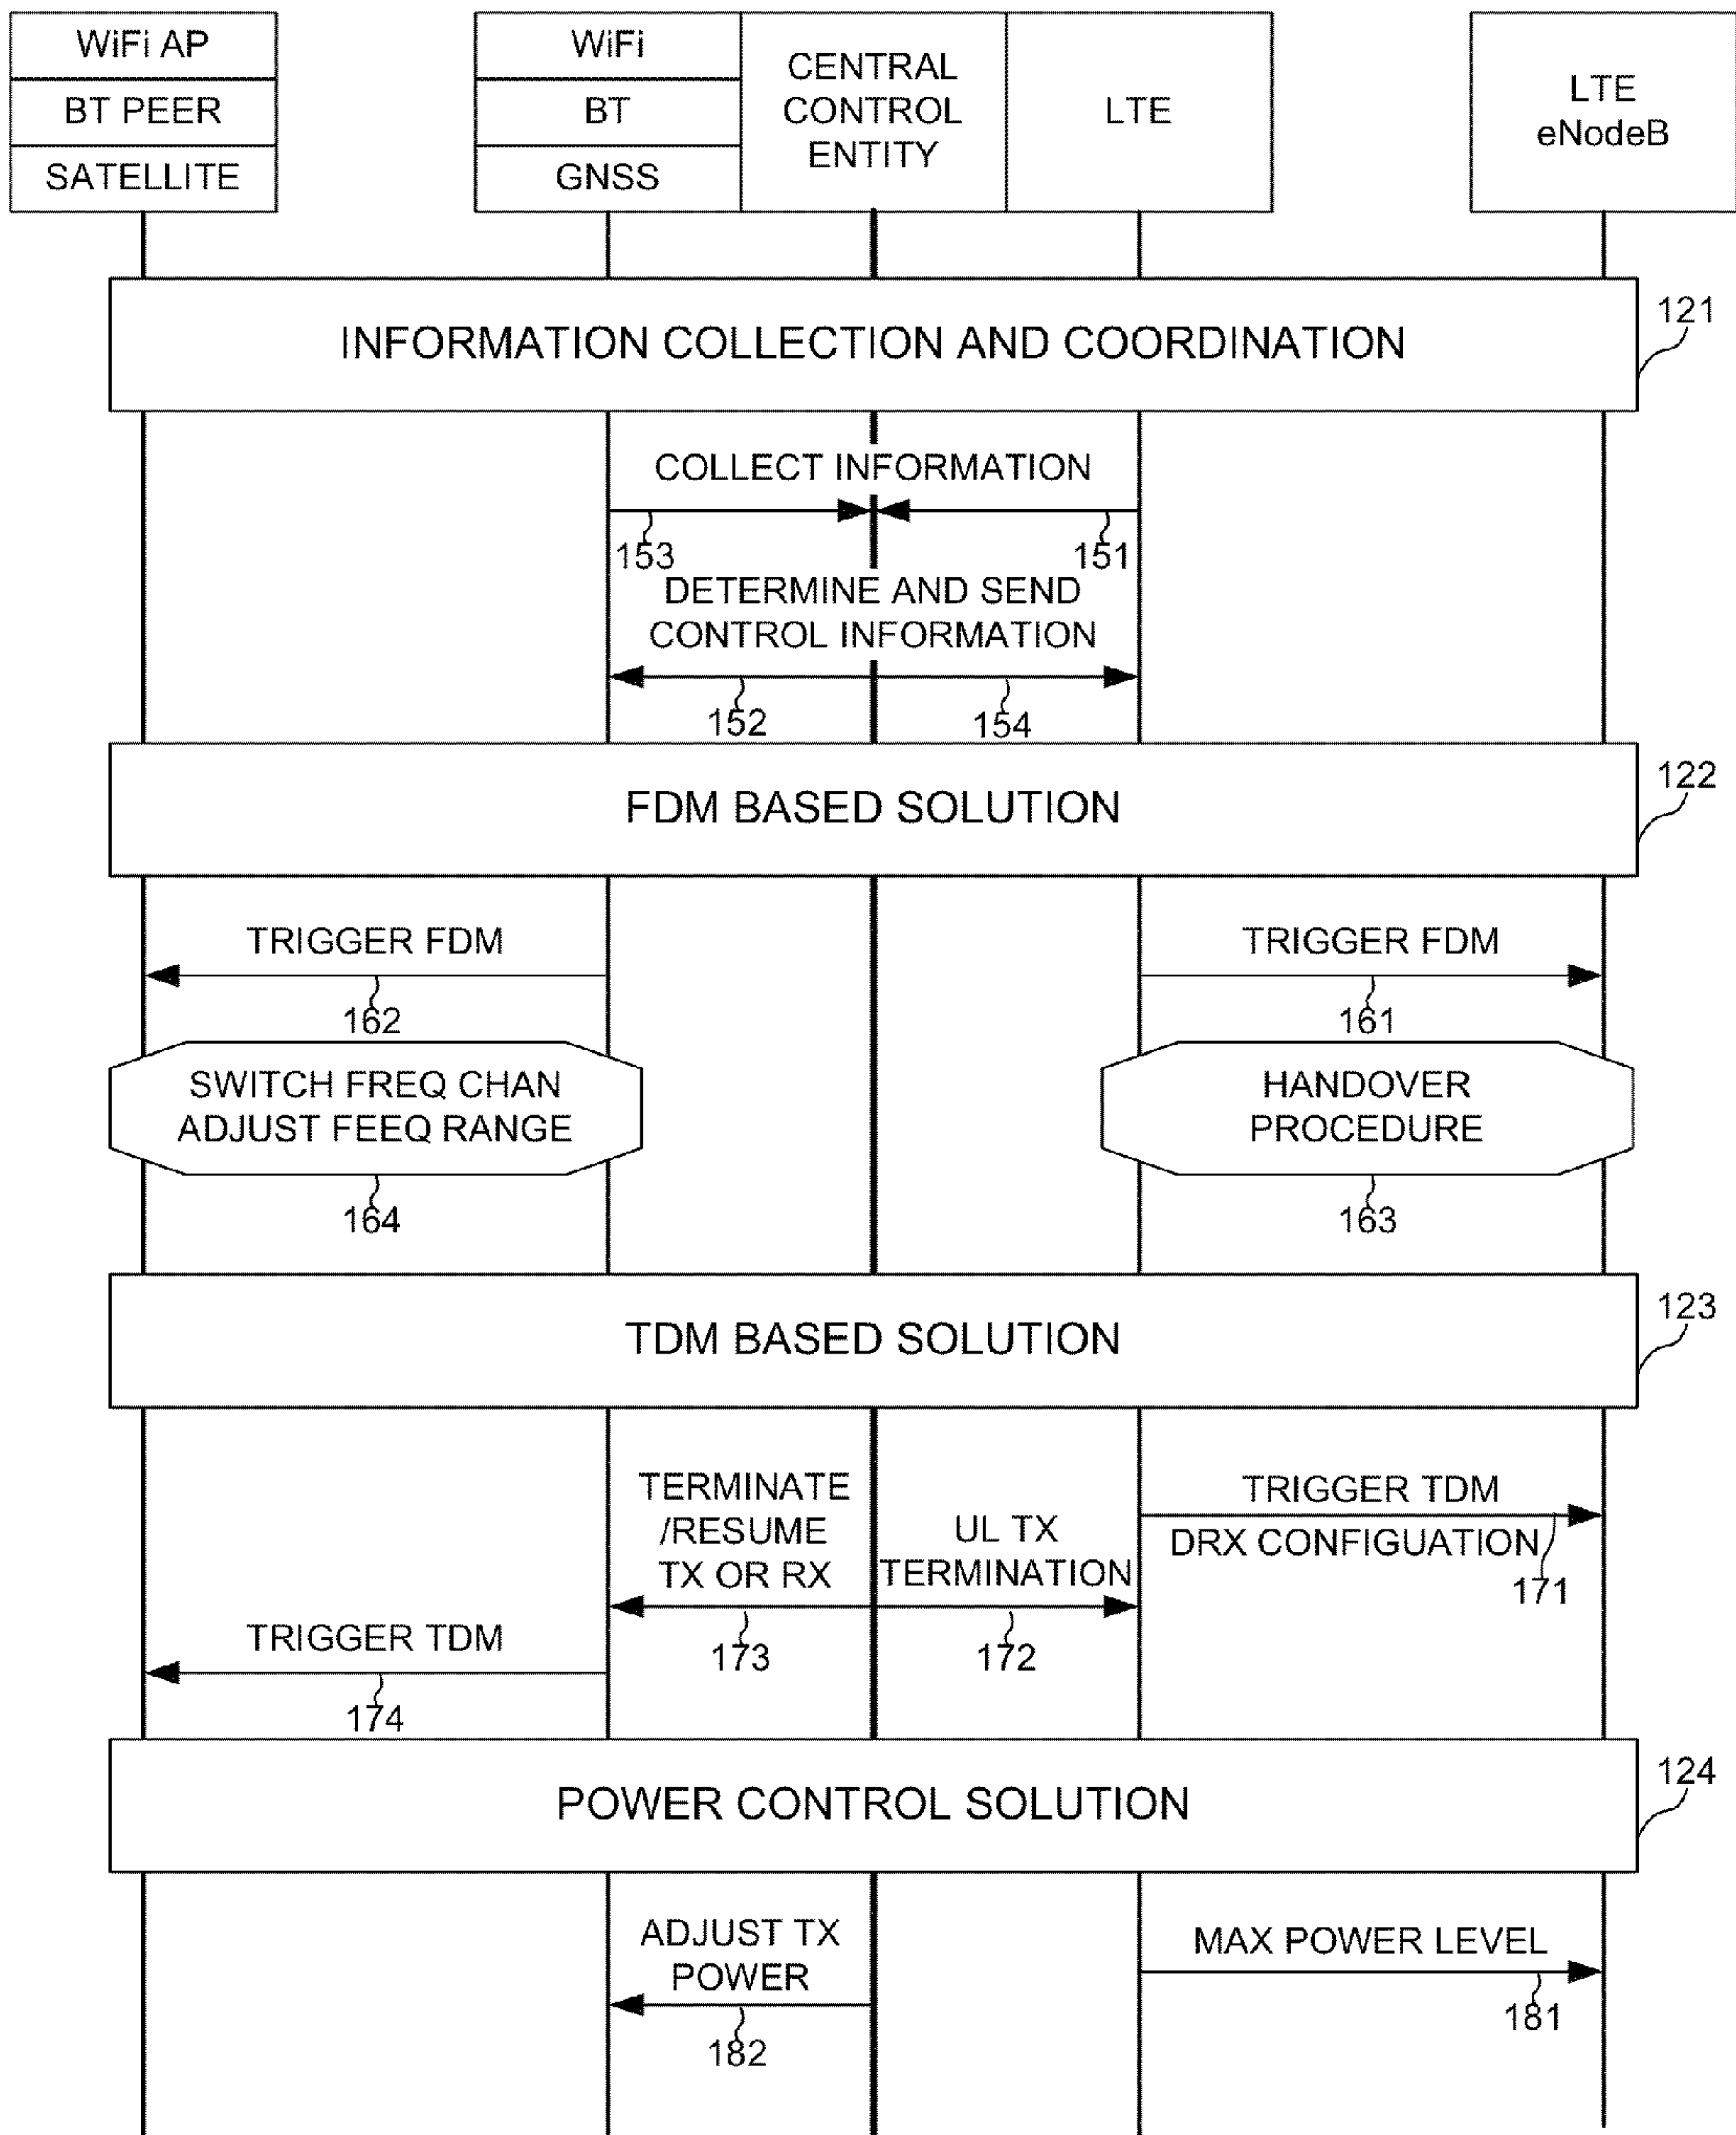 WiFi AP
BT PEER
SATELLITE
WiFi
BT
GNSS
CENTRAL
CONTROL
ENTITY
LTE
LTE
eNodeB
INFORMATION COLLECTION AND COORDINATION
121
COLLECT INFORMATION
153
151
DETERMINE AND SEND
CONTROL INFORMATION
152
154
FDM BASED SOLUTION
122
TRIGGER FDM
162
TRIGGER FDM
161
SWITCH FREQ CHAN
ADJUST FEEQ RANGE
164
HANDOVER
PROCEDURE
163
TDM BASED SOLUTION
123
TERMINATE
/RESUME
TX OR RX
173
UL TX
TERMINATION
172
TRIGGER TDM
DRX CONFIGUATION
171
TRIGGER TDM
174
POWER CONTROL SOLUTION
124
ADJUST TX
POWER
182
MAX POWER LEVEL
181